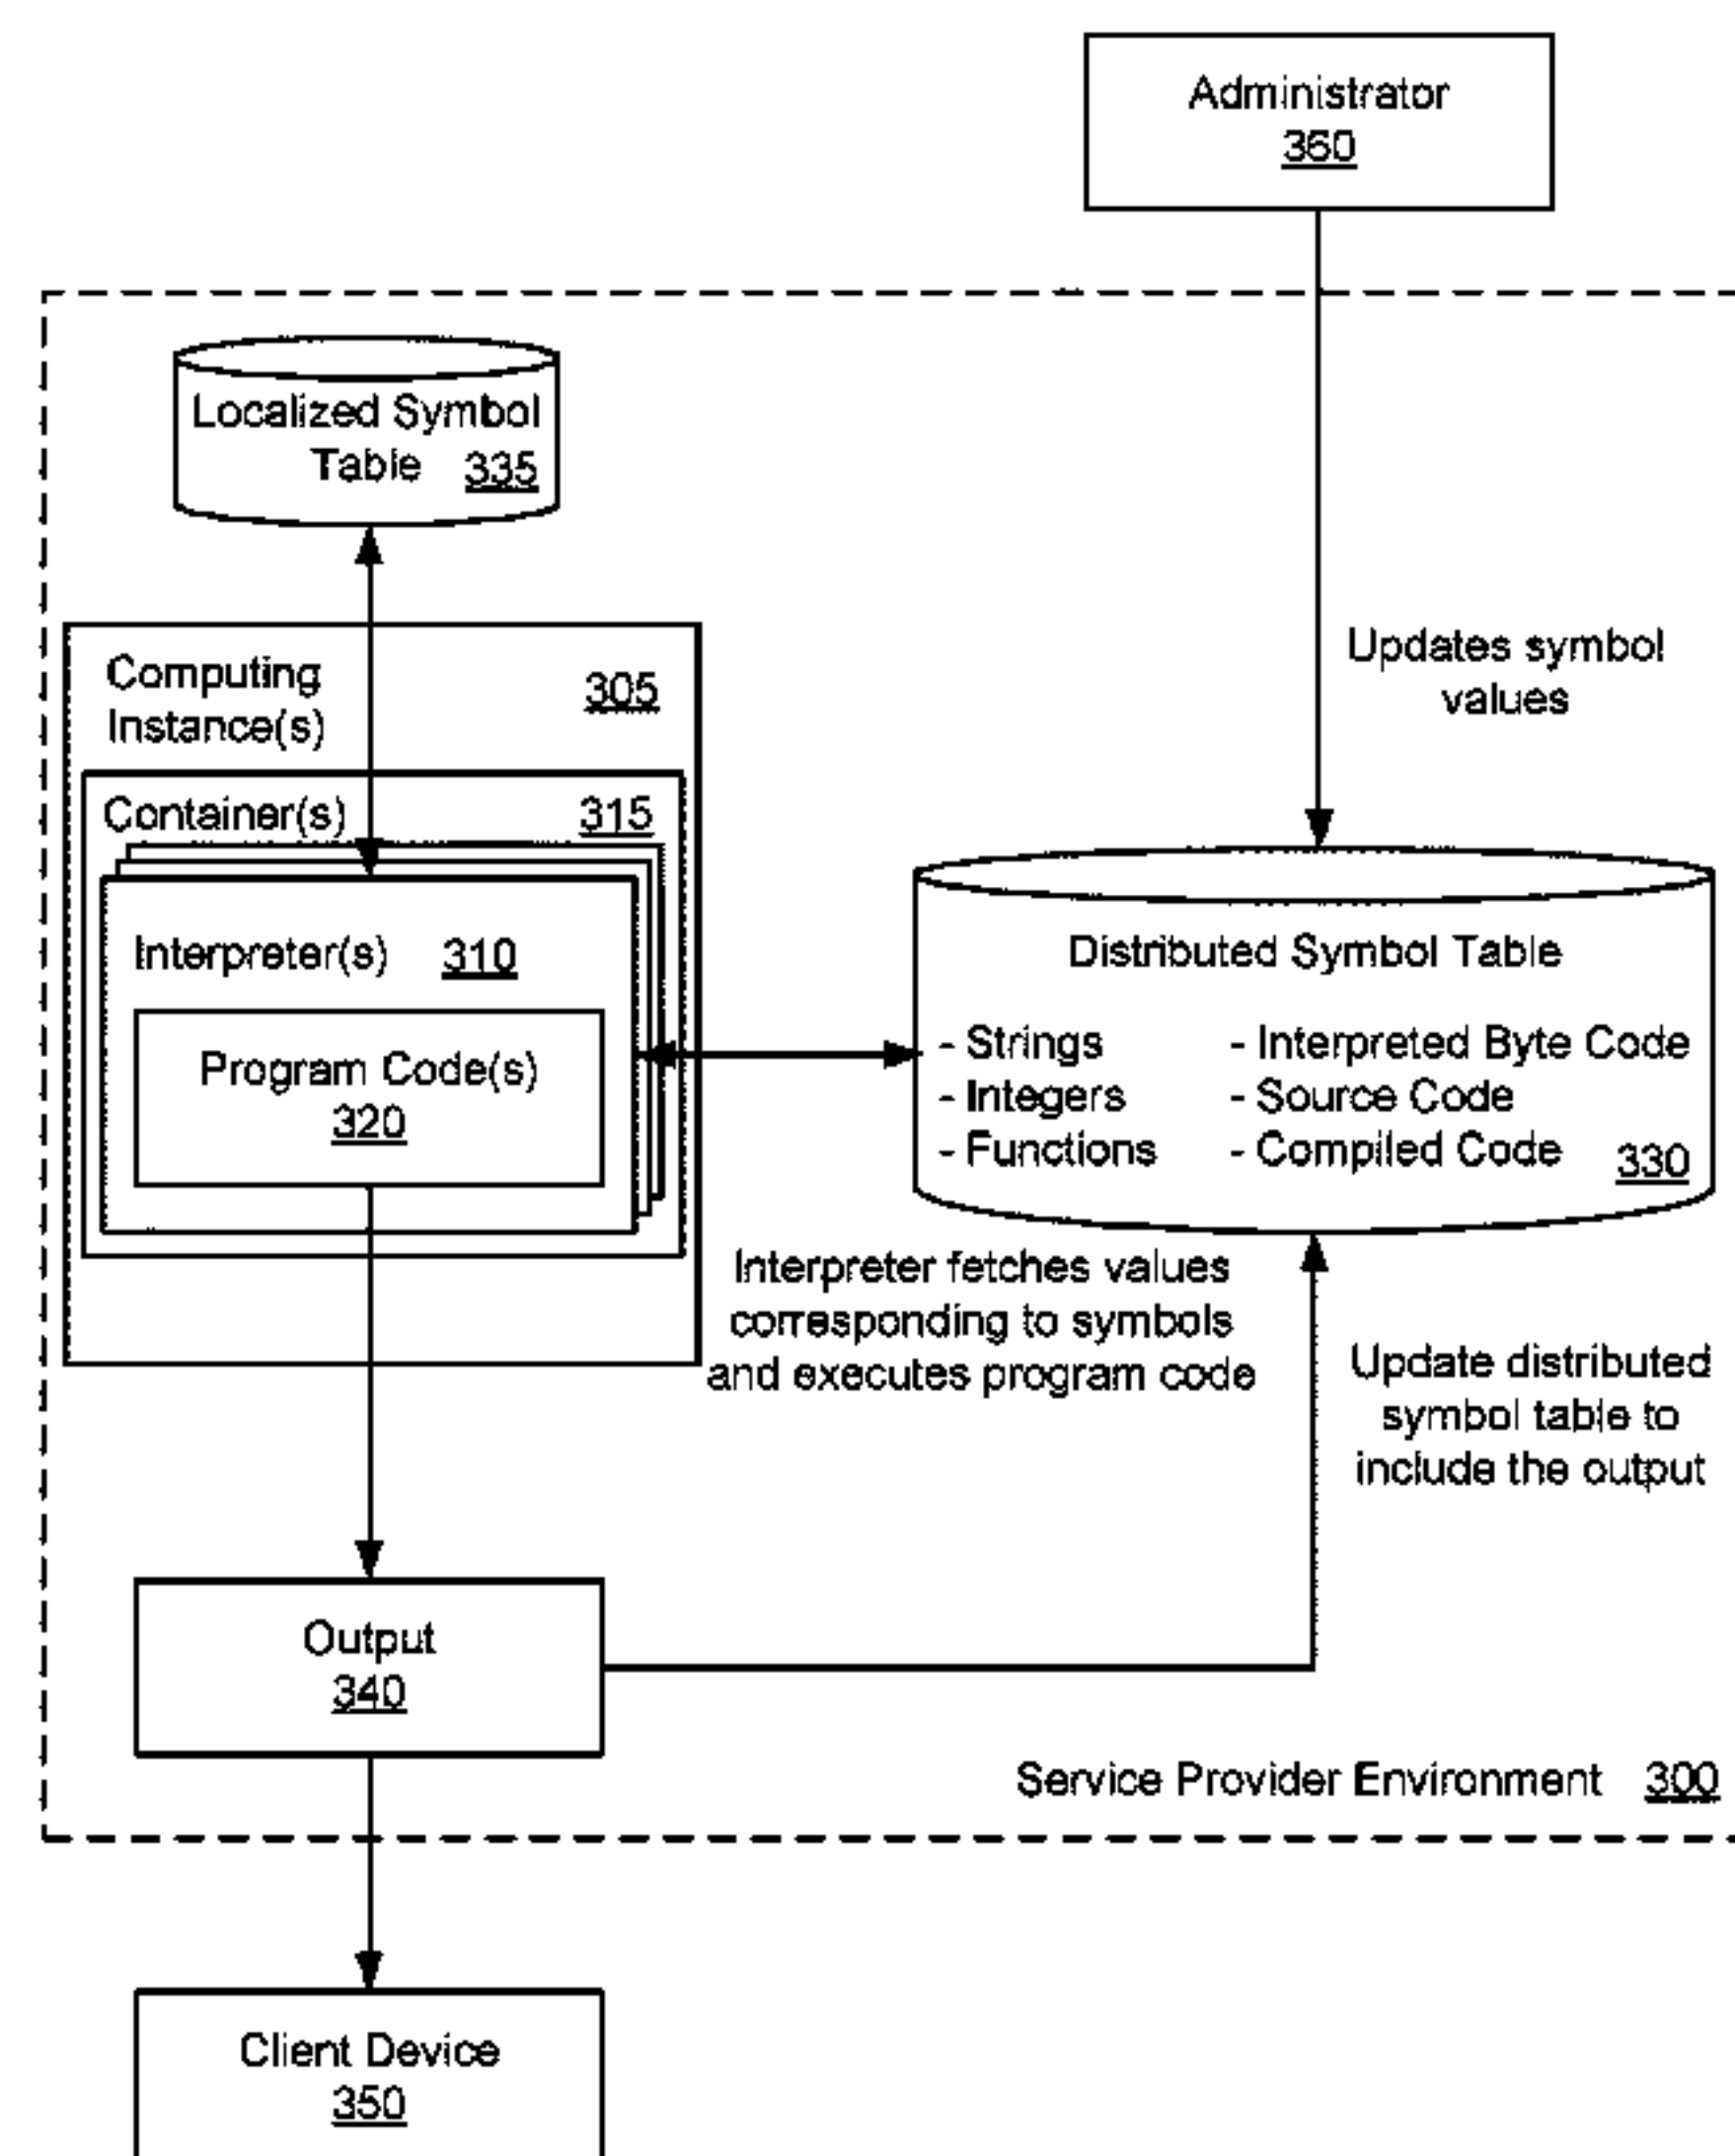 Administrator
360
Localized Symbol
Table 335
Computing
Instance(s)
305
Container(s) 315
Interpreter(s) 310
Program Code(s)
320
Updates symbol
values
Distributed Symbol Table
- Strings
- Integers
- Functions
- Interpreted Byte Code
- Source Code
- Compiled Code
330
Interpreter fetches values
corresponding to symbols
and executes program code
Update distributed
symbol table to
include the output
Output
340
Service Provider Environment 300
Client Device
350